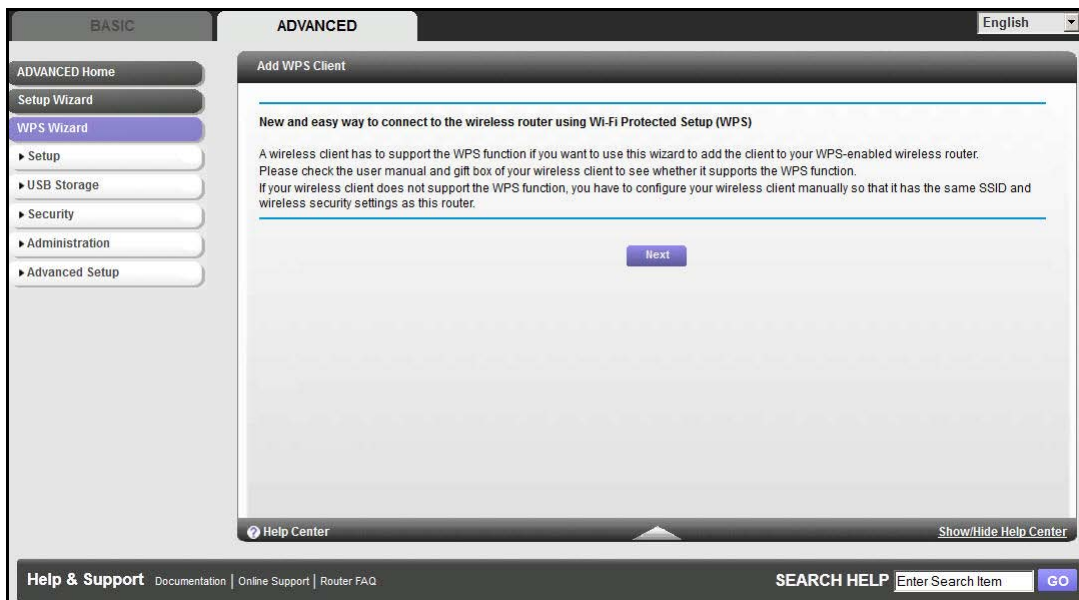 BASIC
ADVANCED
English
ADVANCED Home
Setup Wizard
WPS Wizard
Setup
USB Storage
Security
Administration
Advanced Setup
Add WPS Client
New and easy way to connect to the wireless router using Wi-Fi Protected Setup (WPS)
A wireless client has to support the WPS function if you want to use this wizard to add the client to your WPS-enabled wireless router.
Please check the user manual and gift box of your wireless client to see whether it supports the WPS function.
If your wireless client does not support the WPS function, you have to configure your wireless client manually so that it has the same SSID and
wireless security settings as this router.
Next
Help Center
Show/Hide Help Center
Help & Support Documentation | Online Support | Router FAQ
SEARCH HELP Enter Search Item GO